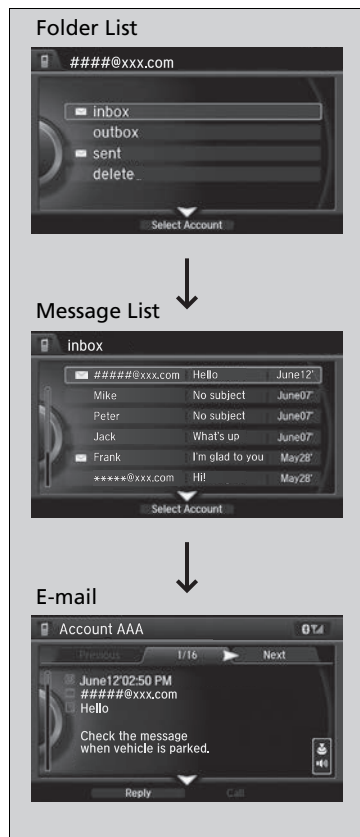 Folder List
####@xxx.com
inbox
outbox
sent
delete
Select Account
Message List
inbox
#####@xxx.com Hello June12'
Mike No subject June07'
Peter No subject June07'
Jack What's up June07'
Frank I'm glad to you May28'
*****@xxx.com Hi! May28'
Select Account
E-mail
Account AAA
Previous 1/16 Next
June12'02:50 PM
#####@xxx.com
Hello
Check the message
when vehicle is parked.
Reply Call